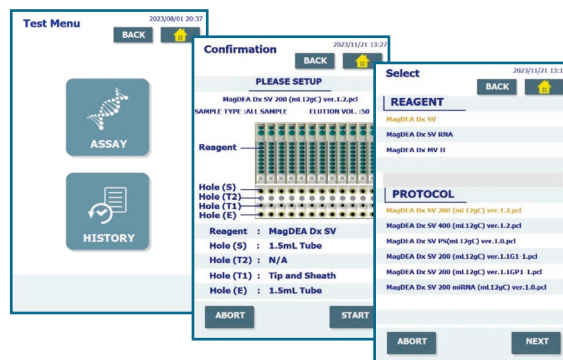 Test Menu
2023/08/01 20:37
BACK
ASSAY
HISTORY
Confirmation
2023/11/21 13:27
BACK
PLEASE SETUP
MagDEA Dx SV 200 (mL12gC) ver.1.2.pcl
SAMPLE TYPE :ALL SAMPLE ELUTION VOL. :50
Reagent
Hole (S)
Hole (T2)
Hole (T1)
Hole (E)
Reagent : MagDEA Dx SV
Hole (S) : 1.5mL Tube
Hole (T2) : N/A
Hole (T1) : Tip and Sheath
Hole (E) : 1.5mL Tube
ABORT START
Select
2023/11/21 13:1
BACK
REAGENT
MagDEA Dx SV
MagDEA Dx SV RNA
MagDEA Dx MV II
PROTOCOL
MagDEA Dx SV 200 (mL12gC) ver.1.2.pcl
MagDEA Dx SV 400 (mL12gC) ver.1.2.pcl
MagDEA Dx SV PS(mL12gC) ver.1.0.pcl
MagDEA Dx SV 200 (mL12gC) ver.1.1G1-1.pcl
MagDEA Dx SV 200 (mL12gC) ver.1.1GP1-1.pcl
MagDEA Dx SV 200 miRNA (mL12gC) ver.1.0.pcl
ABORT NEXT